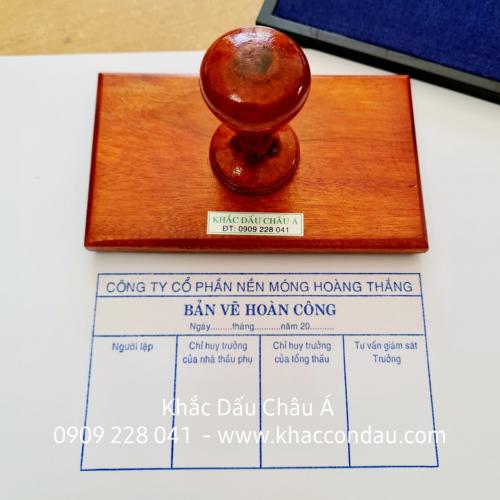 KHẮC DẤU CHÂU Á
ĐT: 0909 228 041
CÔNG TY CỔ PHẦN NỀN MÓNG HOÀNG THẮNG
BẢN VẼ HOÀN CÔNG
Ngày.........tháng...........năm 20..........
Người lập
Chỉ huy trưởng
của nhà thầu phụ
Chỉ huy trưởng
của tổng thầu
Tư vấn giám sát
Trưởng
Khắc Dấu Châu Á
0909 228 041 - www.khaccondau.com